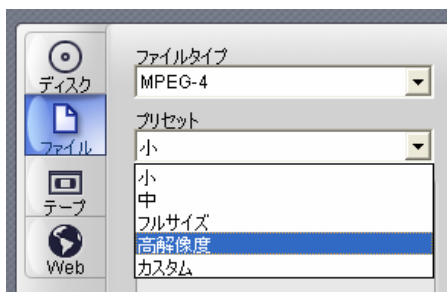 ディスク
ファイル
テープ
Web
ファイルタイプ
MPEG-4
プリセット
小
小
中
フルサイズ
高解像度
カスタム